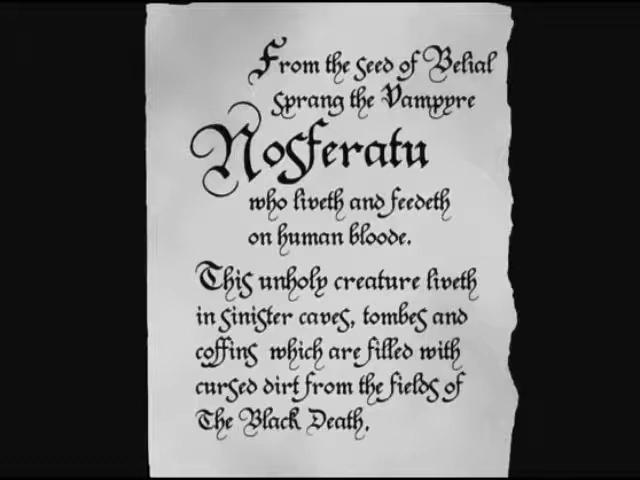 From the seed of Belial
sprang the Vampyre
Nosferatu
who liveth and feedeth
on human bloode.
This unholy creature liveth
in sinister caves, tombes and
coffins which are filled with
cursed dirt from the fields of
The Black Death.